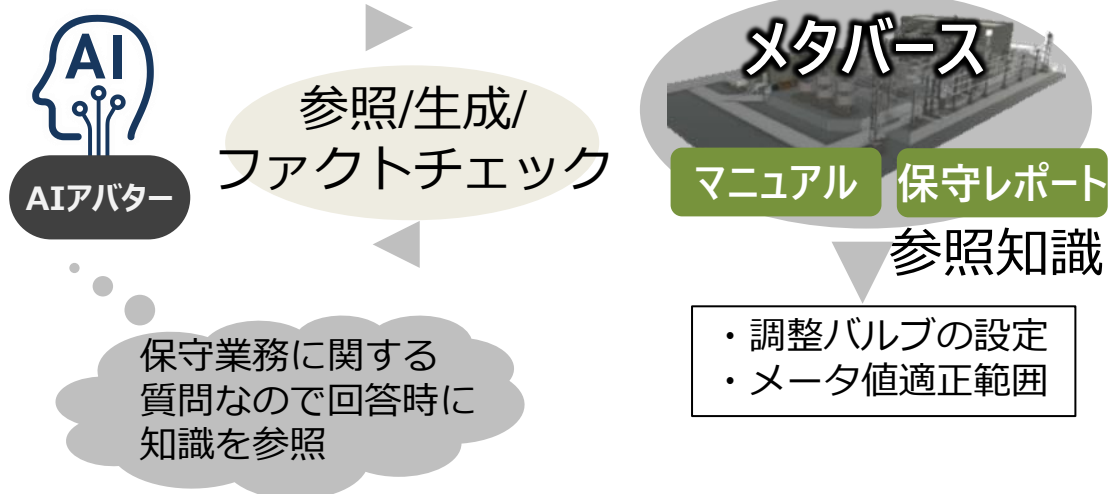 AI
AIアバター
参照/生成/
ファクトチェック
メタバース
マニュアル
保守レポート
参照知識
・調整バルブの設定
・メータ値適正範囲
保守業務に関する
質問なので回答時に
知識を参照